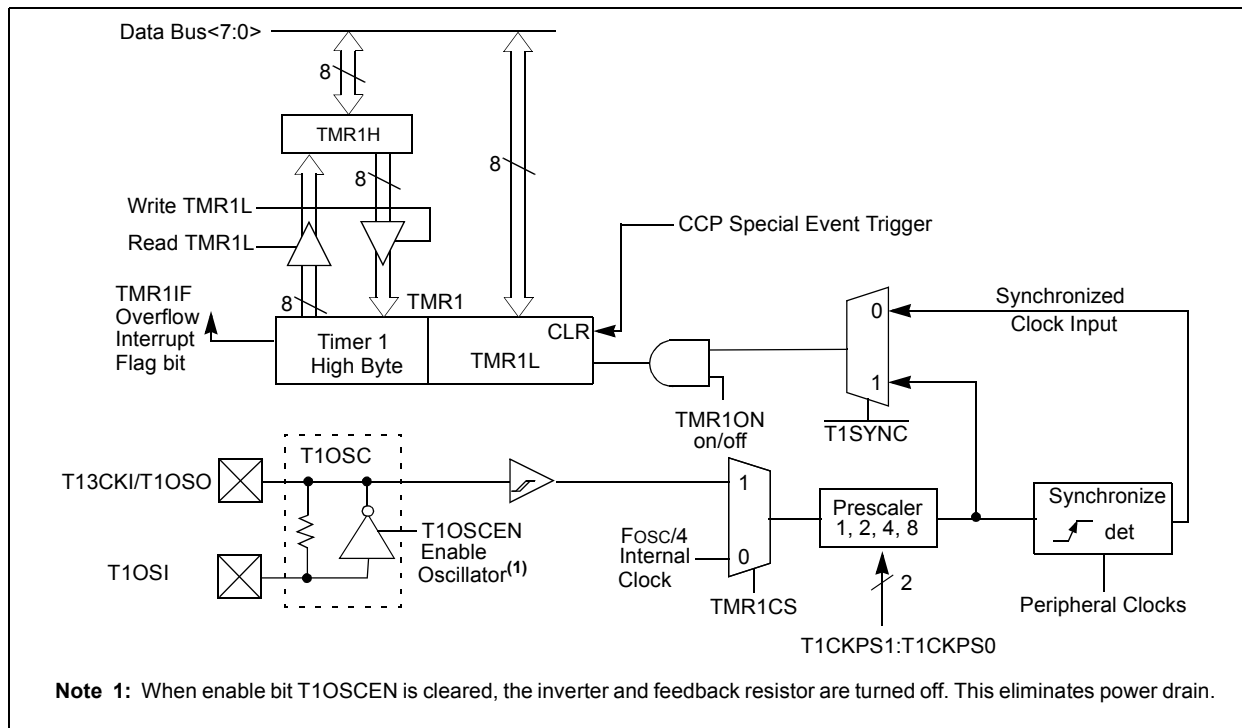 Data Bus<7:0>
8
TMR1H
8
8
Write TMR1L
Read TMR1L
CCP Special Event Trigger
8
TMR1
TMR1IF
Overflow
Interrupt
Flag bit
Timer 1
High Byte
TMR1L
CLR
0
1
Synchronized
Clock Input
TMR1ON
on/off
T1SYNC
T1OSC
T13CKI/T1OSO
T1OSI
T1OSCEN
Enable
Oscillator(1)
1
0
FOSC/4
Internal
Clock
TMR1CS
Prescaler
1, 2, 4, 8
2
T1CKPS1:T1CKPS0
Synchronize
det
Peripheral Clocks
Note 1: When enable bit T1OSCEN is cleared, the inverter and feedback resistor are turned off. This eliminates power drain.